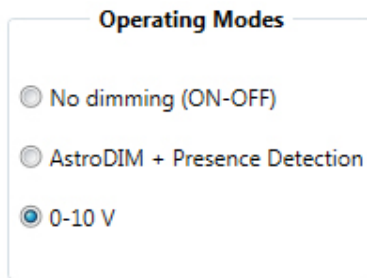 Operating Modes
No dimming (ON-OFF)
AstroDIM + Presence Detection
0-10 V